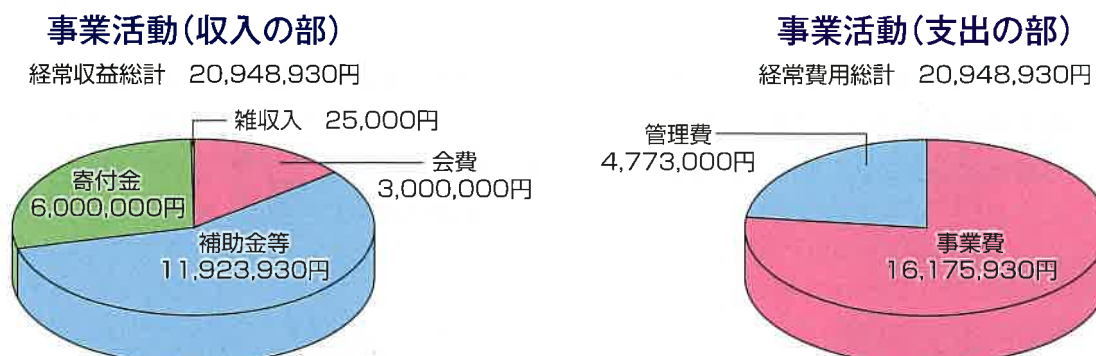 事業活動（収入の部）
経常収益総計　20,948,930円
雑収入　25,000円
会費
3,000,000円
寄付金
6,000,000円
補助金等
11,923,930円
事業活動（支出の部）
経常費用総計　20,948,930円
管理費
4,773,000円
事業費
16,175,930円